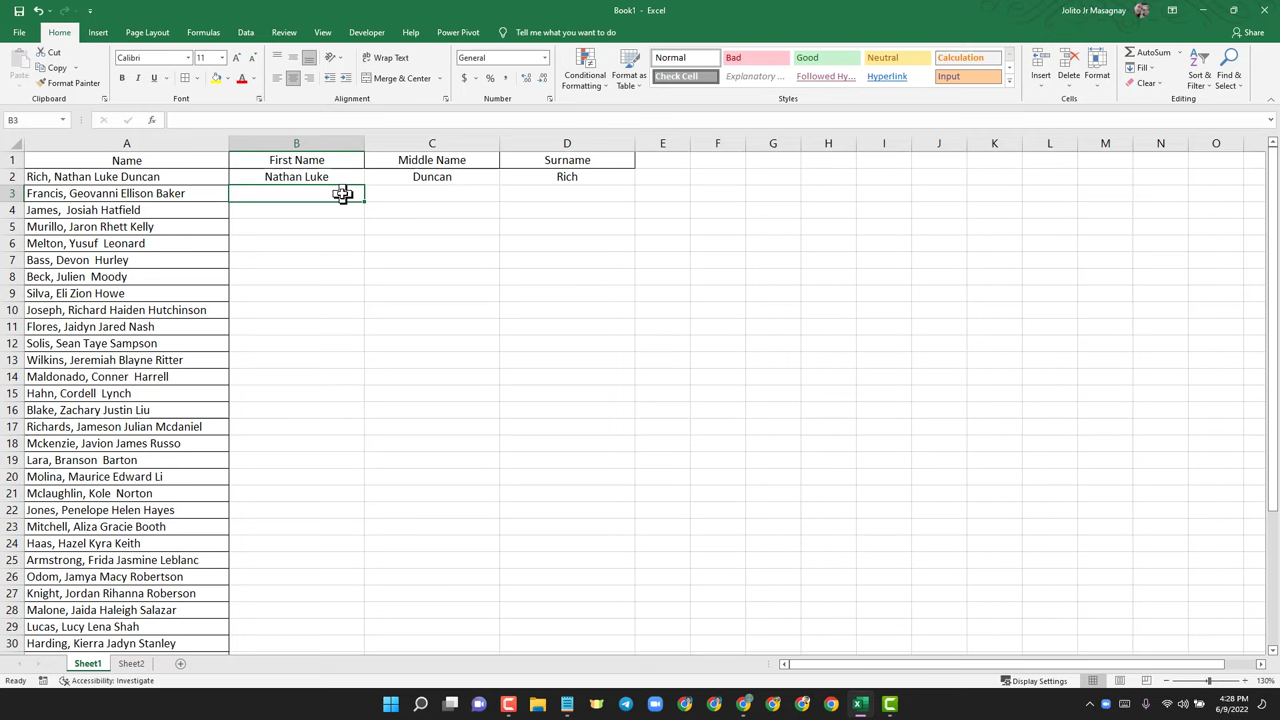 Book1 - Excel
Jolito Jr Masagnay
File Home Insert Page Layout Formulas Data Review View Developer Help Power Pivot Tell me what you want to do Share
Paste Cut Copy Format Painter Clipboard
Calibri 11 B I U Font
Wrap Text Merge & Center Alignment
General $ % Number
Conditional Formatting Format as Table
Normal Bad Good Neutral Calculation
Check Cell Explanatory ... Followed Hy... Hyperlink Input
Styles
Insert Delete Format Cells
AutoSum Fill Clear Sort & Filter Find & Select Editing
B3 fx
A B C D E F G H I J K L M N O
1 Name First Name Middle Name Surname
2 Rich, Nathan Luke Duncan Nathan Luke Duncan Rich
3 Francis, Geovanni Ellison Baker
4 James,  Josiah Hatfield
5 Murillo, Jaron Rhett Kelly
6 Melton, Yusuf  Leonard
7 Bass, Devon  Hurley
8 Beck, Julien  Moody
9 Silva, Eli Zion Howe
10 Joseph, Richard Haiden Hutchinson
11 Flores, Jaidyn Jared Nash
12 Solis, Sean Taye Sampson
13 Wilkins, Jeremiah Blayne Ritter
14 Maldonado, Conner  Harrell
15 Hahn, Cordell  Lynch
16 Blake, Zachary Justin Liu
17 Richards, Jameson Julian Mcdaniel
18 Mckenzie, Javion James Russo
19 Lara, Branson  Barton
20 Molina, Maurice Edward Li
21 Mclaughlin, Kole  Norton
22 Jones, Penelope Helen Hayes
23 Mitchell, Aliza Gracie Booth
24 Haas, Hazel Kyra Keith
25 Armstrong, Frida Jasmine Leblanc
26 Odom, Jamya Macy Robertson
27 Knight, Jordan Rihanna Roberson
28 Malone, Jaida Haleigh Salazar
29 Lucas, Lucy Lena Shah
30 Harding, Kierra Jadyn Stanley
Sheet1 Sheet2
Ready Accessibility: Investigate Display Settings 130%
4:28 PM
6/9/2022